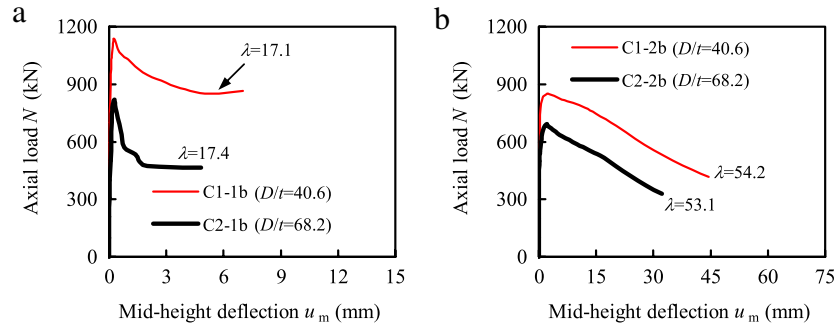 a
1200
900
600
300
0
Axial load N (kN)
λ=17.1
λ=17.4
C1-1b (D/t=40.6)
C2-1b (D/t=68.2)
0 3 6 9 12 15
Mid-height deflection um (mm)
b
1200
900
600
300
0
Axial load N (kN)
C1-2b (D/t=40.6)
C2-2b (D/t=68.2)
λ=54.2
λ=53.1
0 15 30 45 60 75
Mid-height deflection um (mm)